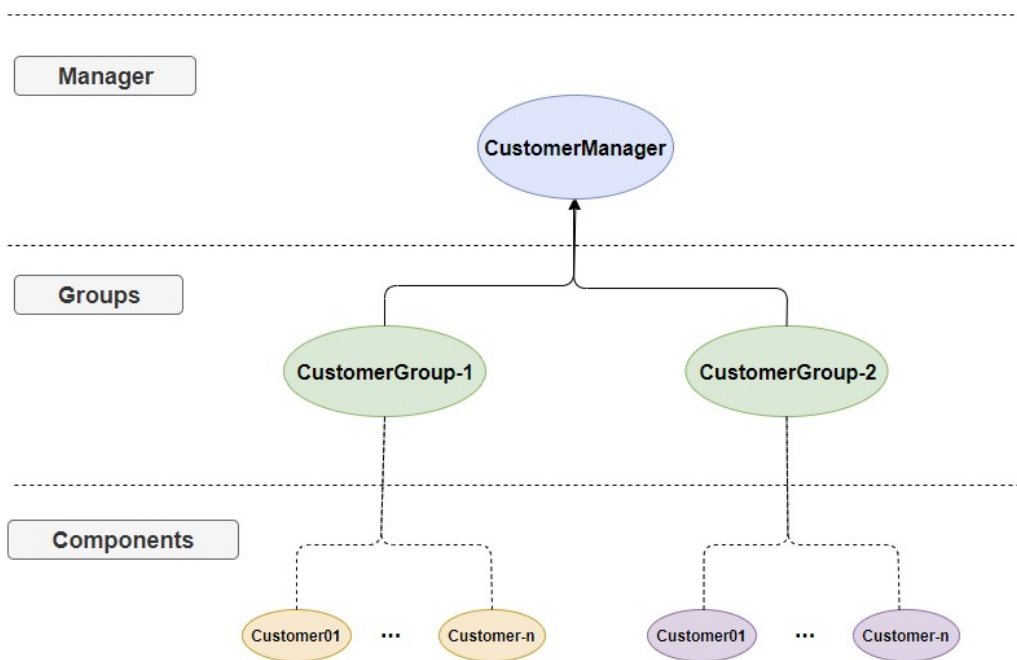 Manager
CustomerManager
Groups
CustomerGroup-1
CustomerGroup-2
Components
Customer01
...
Customer-n
Customer01
...
Customer-n